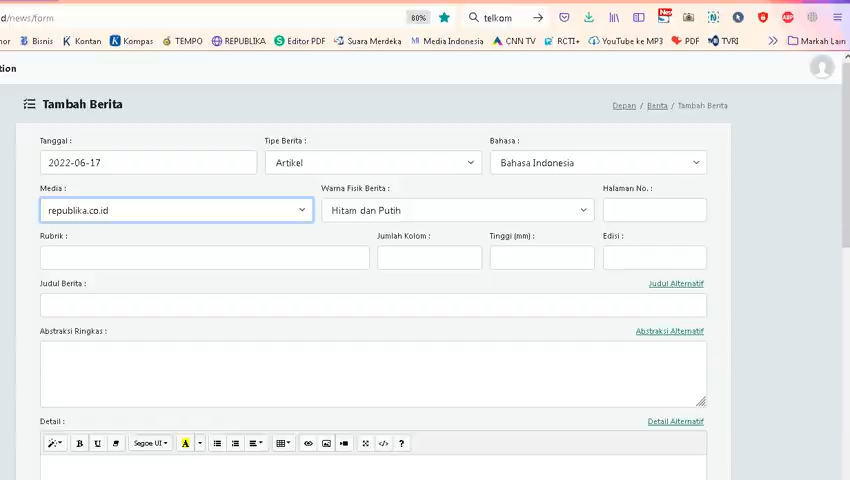 d/news/form 80% telkom New ABP
nor Bisnis Kontan Kompas TEMPO REPUBLIKA Editor PDF Suara Merdeka Media Indonesia CNN TV RCTI+ YouTube ke MP3 PDF TVRI Markah Lain
tion
Tambah Berita Depan / Berita / Tambah Berita
Tanggal : Tipe Berita : Bahasa :
2022-06-17 Artikel Bahasa Indonesia
Media : Warna Fisik Berita : Halaman No. :
republika.co.id Hitam dan Putih
Rubrik : Jumlah Kolom : Tinggi (mm) : Edisi :
Judul Berita : Judul Alternatif
Abstraksi Ringkas : Abstraksi Alternatif
Detail : Detail Alternatif
B U Segoe UI A </> ?